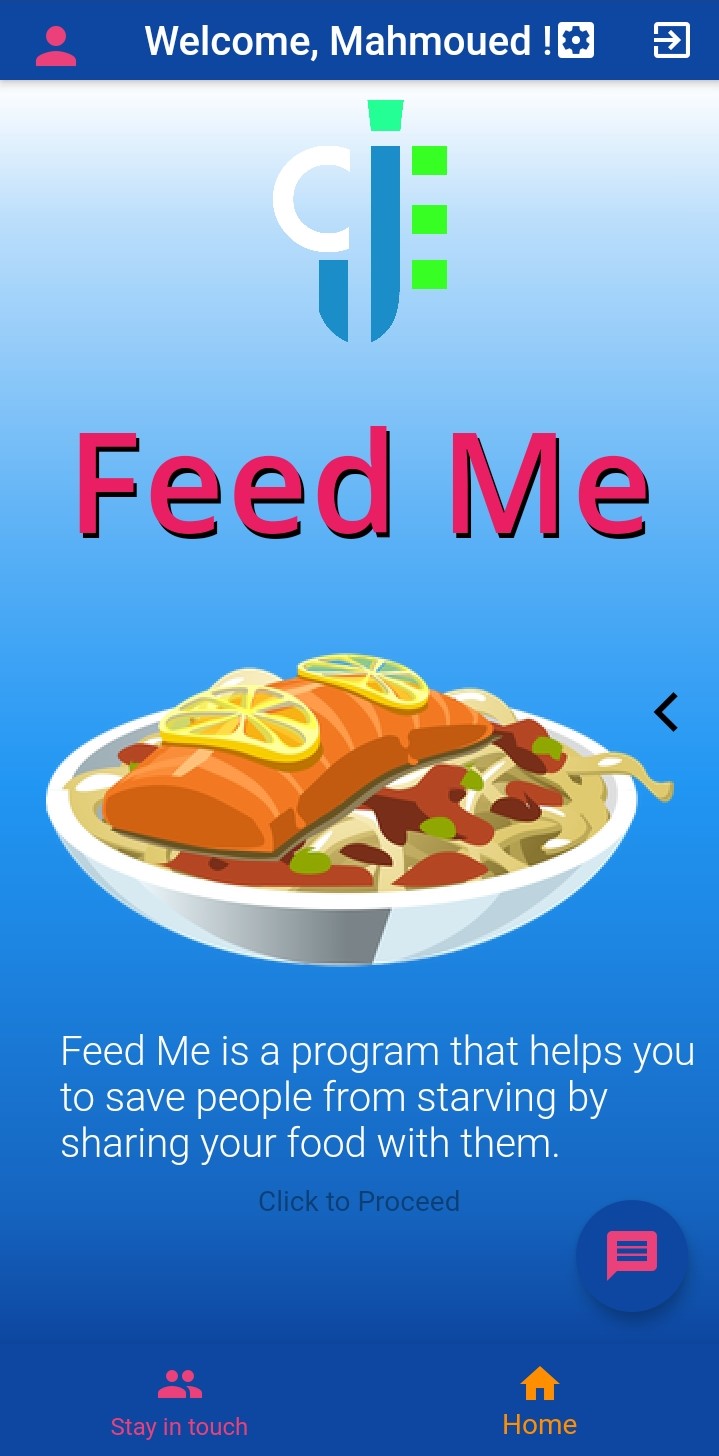 Welcome, Mahmoued !
Feed Me
Feed Me is a program that helps you
to save people from starving by
sharing your food with them.
Click to Proceed
Stay in touch
Home